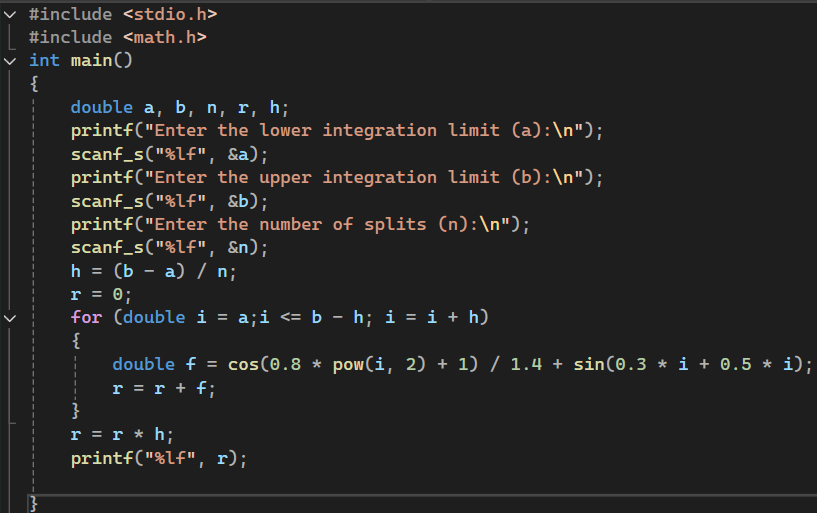 #include <stdio.h>
#include <math.h>
int main()
{
    double a, b, n, r, h;
    printf("Enter the lower integration limit (a):\n");
    scanf_s("%lf", &a);
    printf("Enter the upper integration limit (b):\n");
    scanf_s("%lf", &b);
    printf("Enter the number of splits (n):\n");
    scanf_s("%lf", &n);
    h = (b - a) / n;
    r = 0;
    for (double i = a;i <= b - h; i = i + h)
    {
        double f = cos(0.8 * pow(i, 2) + 1) / 1.4 + sin(0.3 * i + 0.5 * i);
        r = r + f;
    }
    r = r * h;
    printf("%lf", r);
}